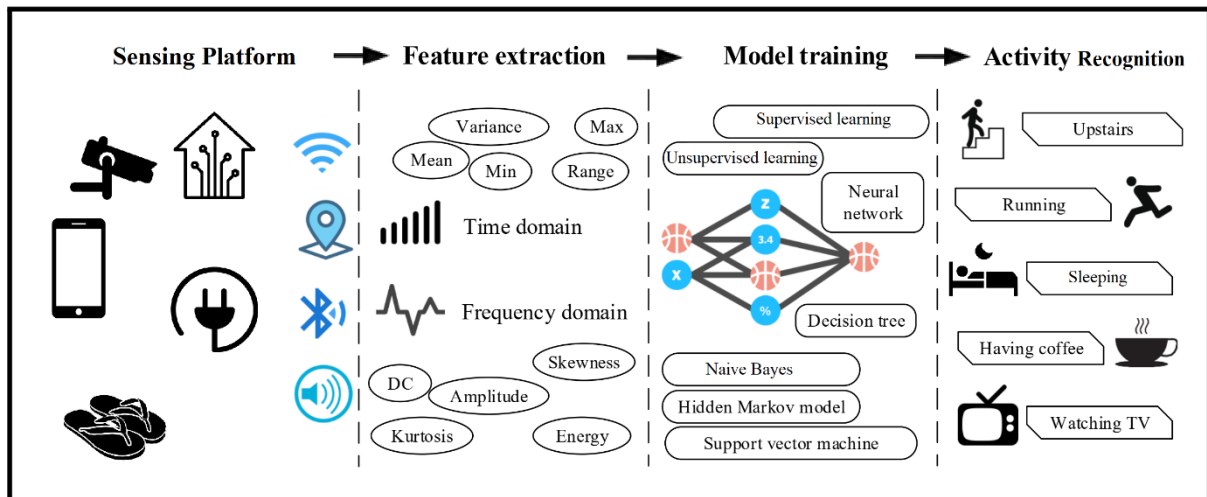 Sensing Platform
Feature extraction
Model training
Activity Recognition
Variance
Max
Mean
Min
Range
Time domain
Frequency domain
Skewness
DC
Amplitude
Kurtosis
Energy
Supervised learning
Unsupervised learning
Neural
network
Z
3.4
X
%
Decision tree
Naive Bayes
Hidden Markov model
Support vector machine
Upstairs
Running
Sleeping
Having coffee
Watching TV